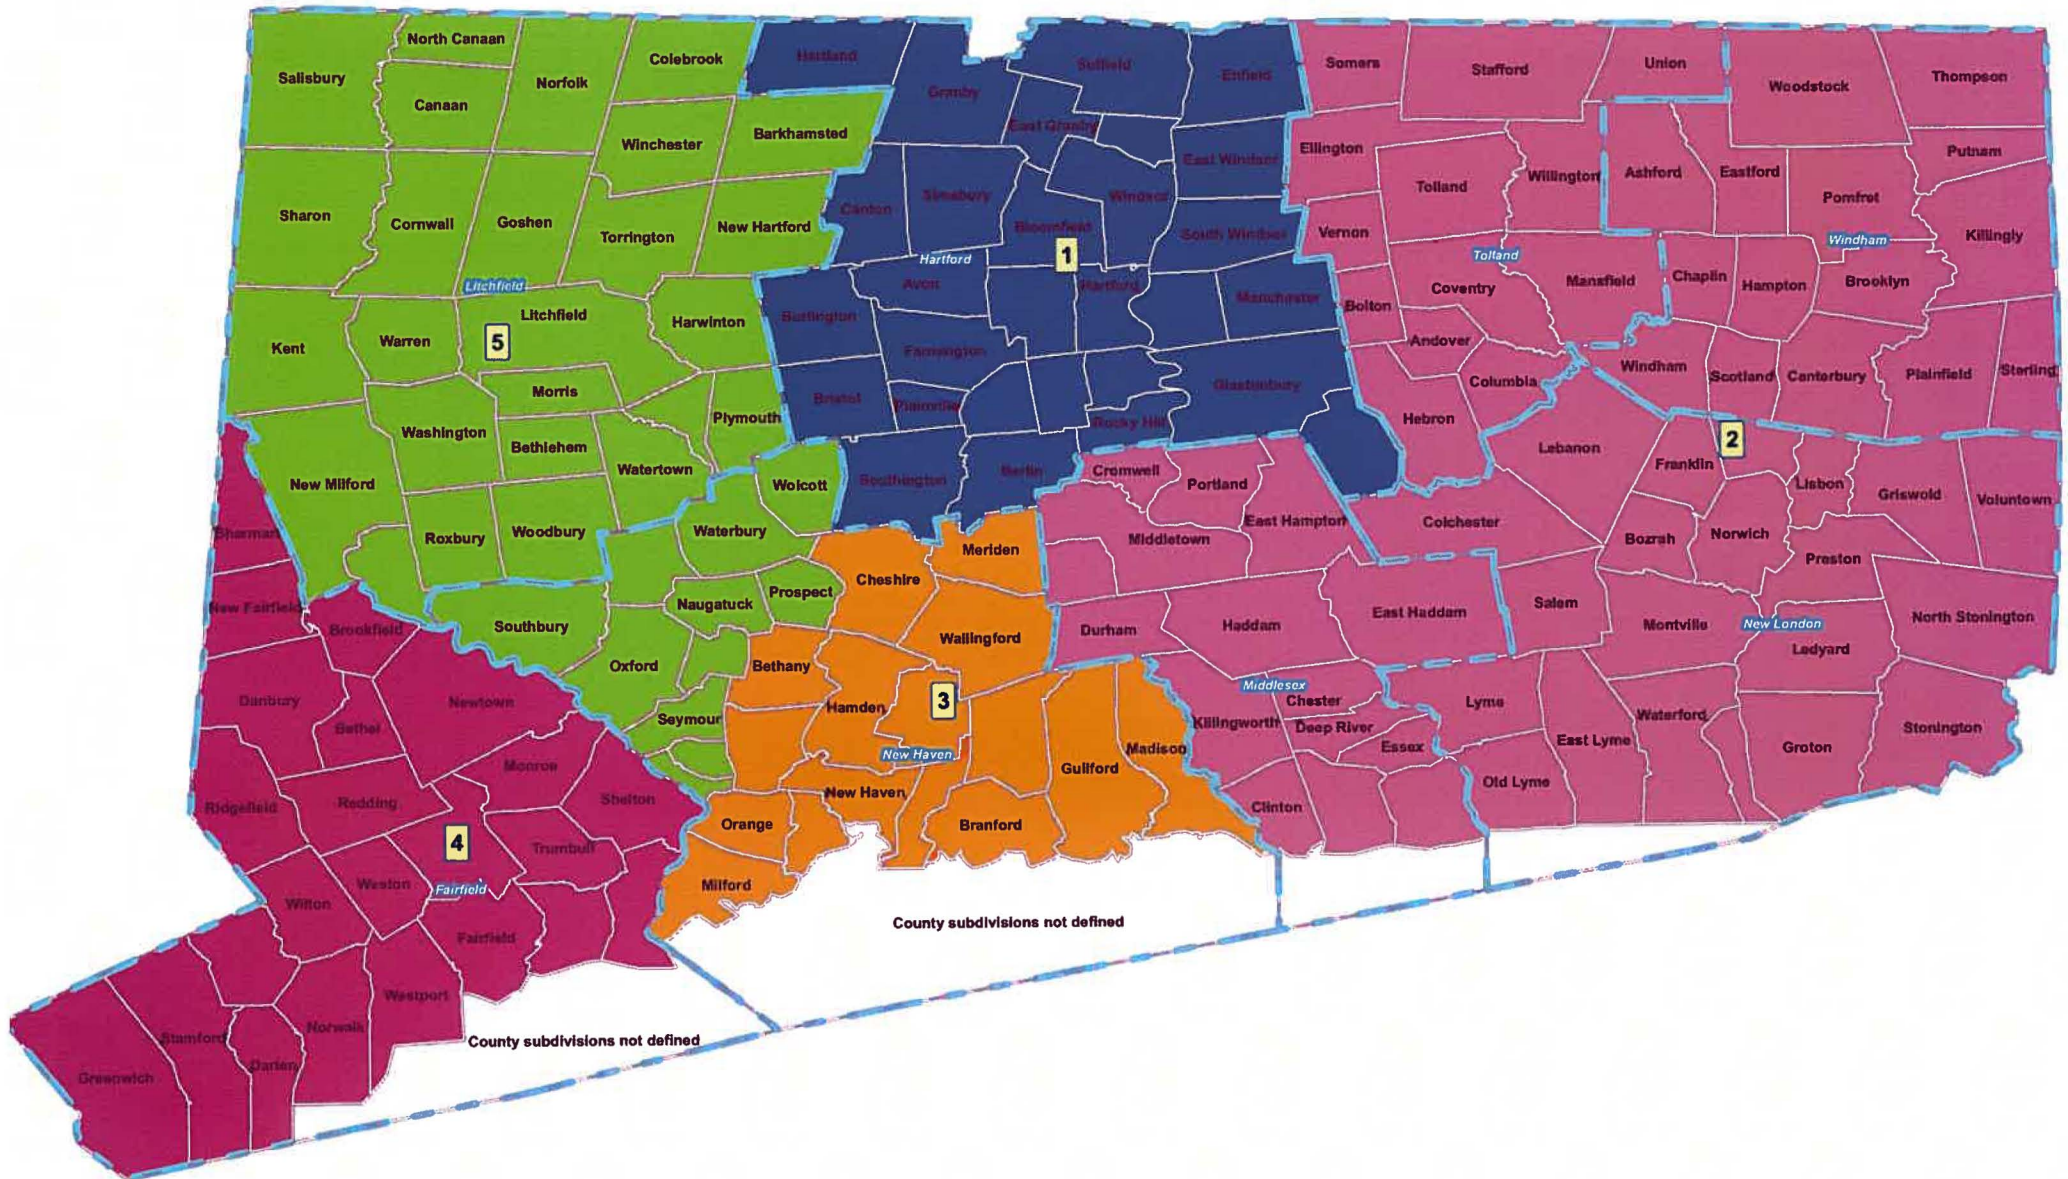 North Canaan
Salisbury
Canaan
Norfolk
Colebrook
Hartland
Granby
Suffield
Enfield
Somers
Stafford
Union
Woodstock
Thompson
Winchester
Barkhamsted
East Granby
East Windsor
Ellington
Tolland
Willington
Ashford
Eastford
Pomfret
Putnam
Sharon
Cornwall
Goshen
Torrington
New Hartford
Canton
Simsbury
Bloomfield
Windsor
South Windsor
Vernon
Killingly
Litchfield
Hartford
1
Tolland
Windham
Avon
Hartford
Manchester
Bolton
Coventry
Mansfield
Chaplin
Hampton
Brooklyn
Kent
Warren
5
Litchfield
Harwinton
Burlington
Farmington
Andover
Columbia
Windham
Scotland
Canterbury
Plainfield
Sterling
Morris
Washington
Bethlehem
Watertown
Plymouth
Bristol
Plainville
Rocky Hill
Glastonbury
Hebron
Lebanon
Franklin
2
Lisbon
Griswold
Voluntown
New Milford
Roxbury
Woodbury
Waterbury
Wolcott
Southington
Berlin
Cromwell
Portland
East Hampton
Middletown
Colchester
Bozrah
Norwich
Preston
Sherman
New Fairfield
Brookfield
Southbury
Naugatuck
Prospect
Cheshire
Meriden
Wallingford
Durham
Haddam
East Haddam
Salem
Montville
New London
Ledyard
North Stonington
Danbury
Bethel
Newtown
Oxford
Seymour
Bethany
Hamden
3
New Haven
Middlesex
Killingworth
Chester
Deep River
Essex
Lyme
East Lyme
Waterford
Groton
Stonington
Ridgefield
Redding
Monroe
Shelton
Orange
New Haven
Branford
Guilford
Madison
Clinton
Old Lyme
4
Trumbull
Weston
Fairfield
Wilton
Milford
Fairfield
County subdivisions not defined
Westport
Norwalk
Stamford
Darien
Greenwich
County subdivisions not defined